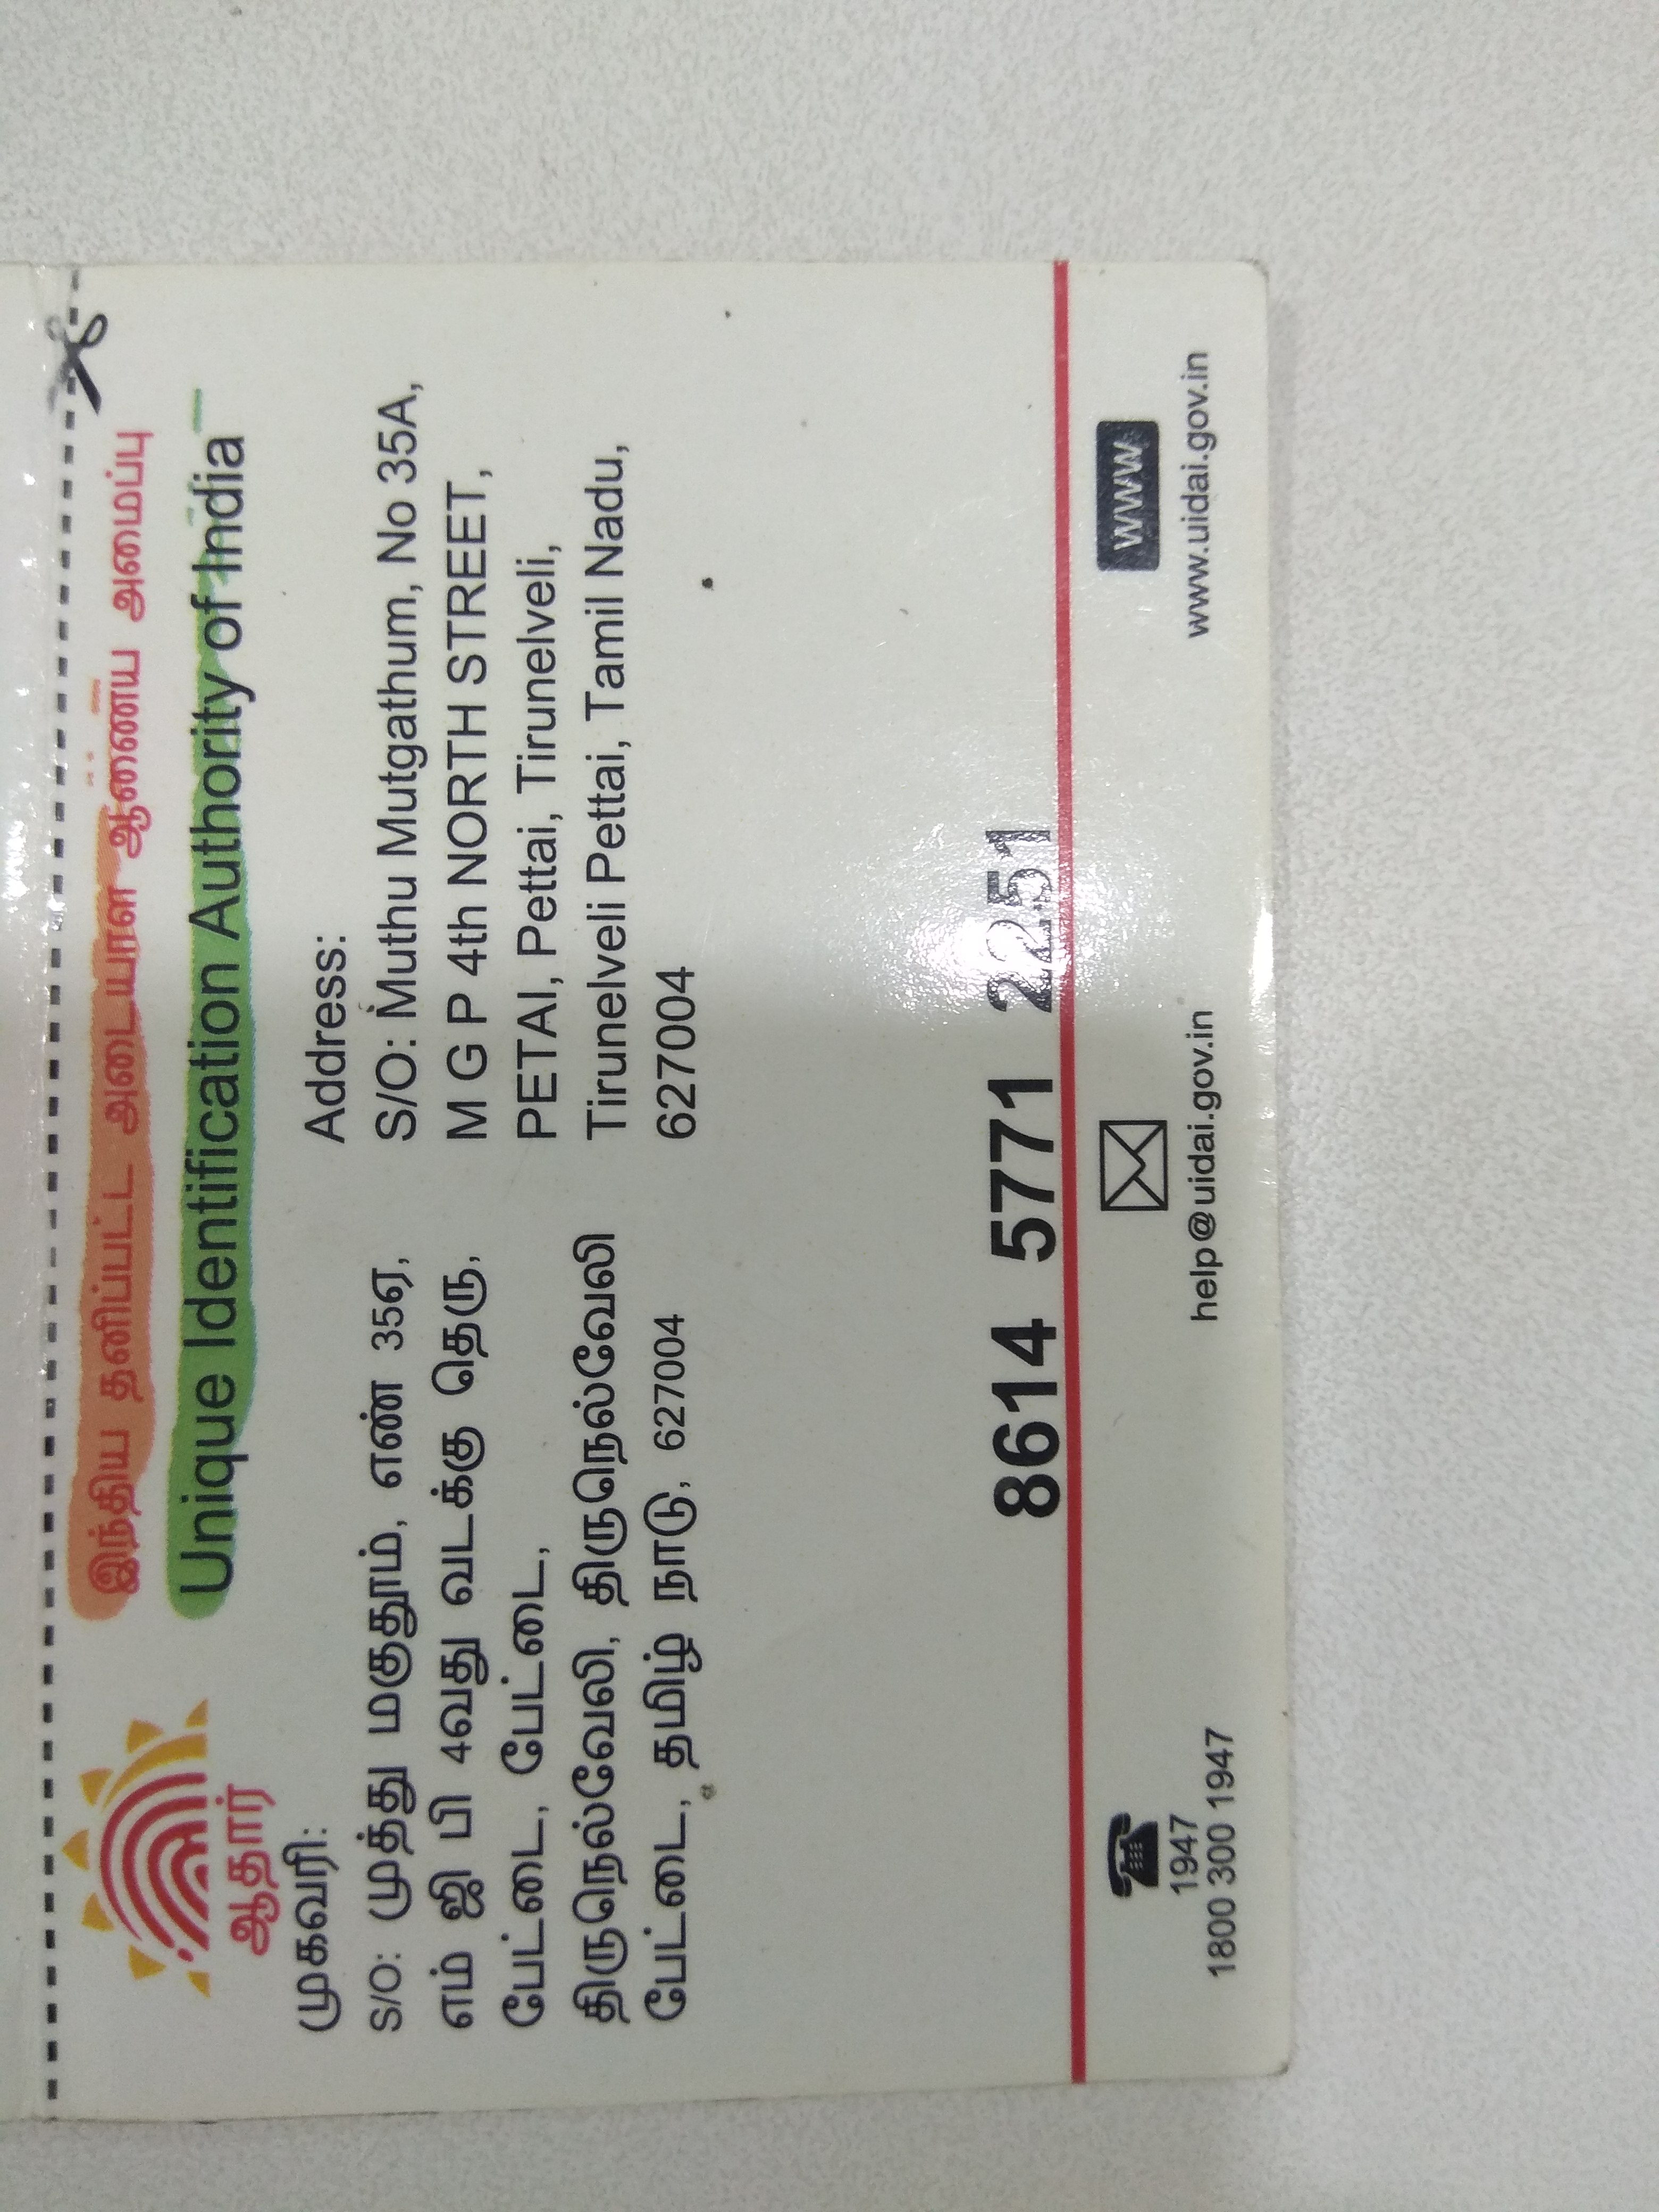 இந்திய தனிப்பட்ட அடையாள ஆணைய அமைப்பு
Unique Identification Authority of India
ஆதார்
முகவரி:
S/O: முத்து மகுதூம், எண் 35ஏ,
எம் ஜி பி 4வது வடக்கு தெரு,
பேட்டை, பேட்டை,
திருநெல்வேலி, திருநெல்வேலி
பேட்டை, தமிழ் நாடு, 627004
Address:
S/O: Muthu Mutgathum, No 35A,
M G P 4th NORTH STREET,
PETAI, Pettai, Tirunelveli,
Tirunelveli Pettai, Tamil Nadu,
627004
8614 5771 2251
1947
1800 300 1947
help@uidai.gov.in
WWW
www.uidai.gov.in